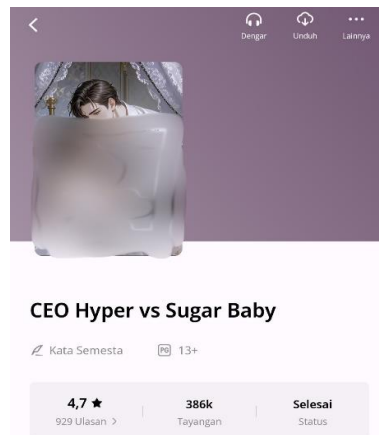 Dengar Unduh Lainnya
CEO Hyper vs Sugar Baby
Kata Semesta PG 13+
4,7 ★ 386k Selesai
929 Ulasan > Tayangan Status